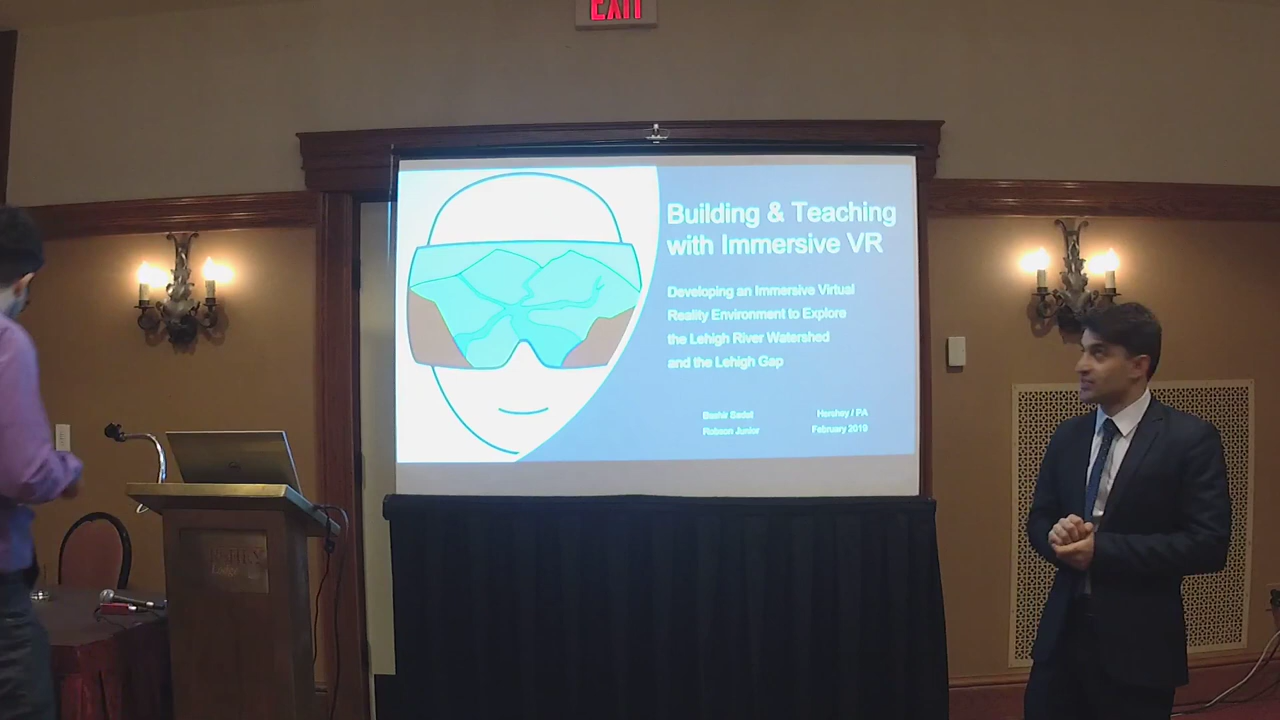 EXIT
Building & Teaching
with Immersive VR
Developing an Immersive Virtual
Reality Environment to Explore
the Lehigh River Watershed
and the Lehigh Gap
Bashir Sadat
Hershey / PA
Robson Junior
February 2019